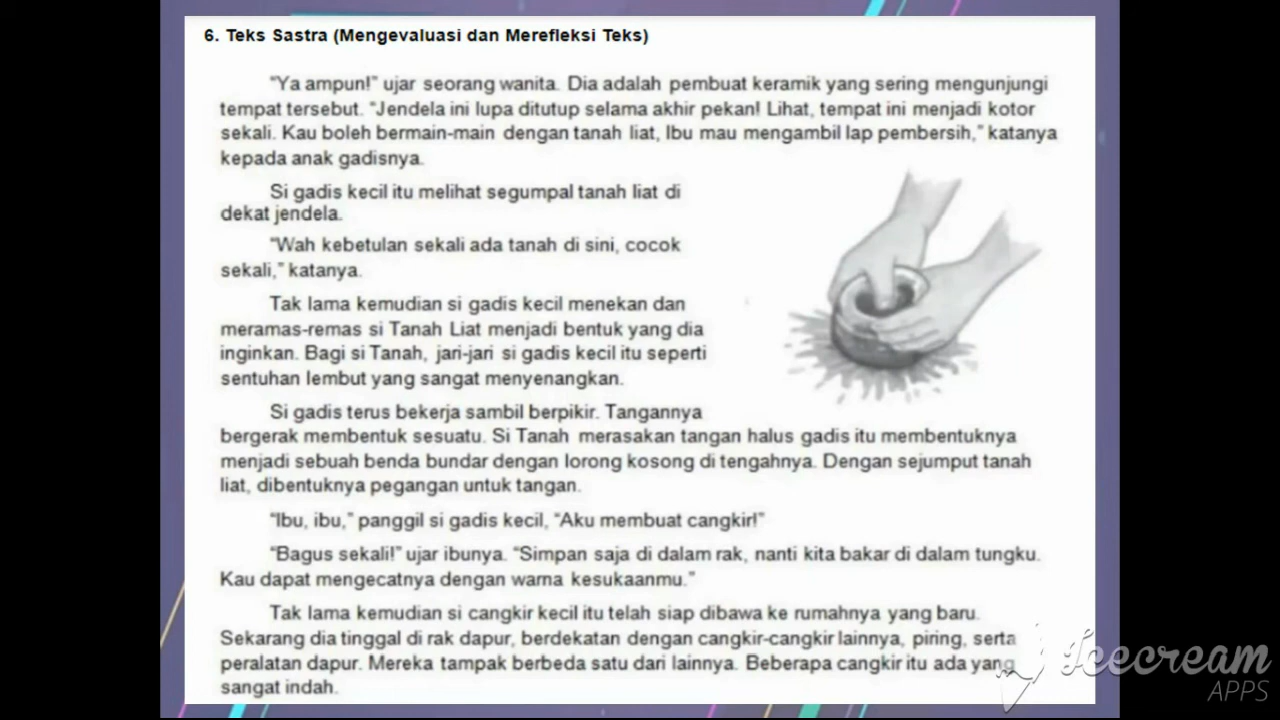 6. Teks Sastra (Mengevaluasi dan Merefleksi Teks)
"Ya ampun!" ujar seorang wanita. Dia adalah pembuat keramik yang sering mengunjungi
tempat tersebut. "Jendela ini lupa ditutup selama akhir pekan! Lihat, tempat ini menjadi kotor
sekali. Kau boleh bermain-main dengan tanah liat, Ibu mau mengambil lap pembersih," katanya
kepada anak gadisnya.
Si gadis kecil itu melihat segumpal tanah liat di
dekat jendela.
"Wah kebetulan sekali ada tanah di sini, cocok
sekali," katanya.
Tak lama kemudian si gadis kecil menekan dan
meramas-remas si Tanah Liat menjadi bentuk yang dia
inginkan. Bagi si Tanah, jari-jari si gadis kecil itu seperti
sentuhan lembut yang sangat menyenangkan.
Si gadis terus bekerja sambil berpikir. Tangannya
bergerak membentuk sesuatu. Si Tanah merasakan tangan halus gadis itu membentuknya
menjadi sebuah benda bundar dengan lorong kosong di tengahnya. Dengan sejumput tanah
liat, dibentuknya pegangan untuk tangan.
"Ibu, ibu," panggil si gadis kecil, "Aku membuat cangkir!"
"Bagus sekali!" ujar ibunya. "Simpan saja di dalam rak, nanti kita bakar di dalam tungku.
Kau dapat mengecatnya dengan warna kesukaanmu."
Tak lama kemudian si cangkir kecil itu telah siap dibawa ke rumahnya yang baru.
Sekarang dia tinggal di rak dapur, berdekatan dengan cangkir-cangkir lainnya, piring, serta
peralatan dapur. Mereka tampak berbeda satu dari lainnya. Beberapa cangkir itu ada yang
sangat indah.
Icecream
APPS